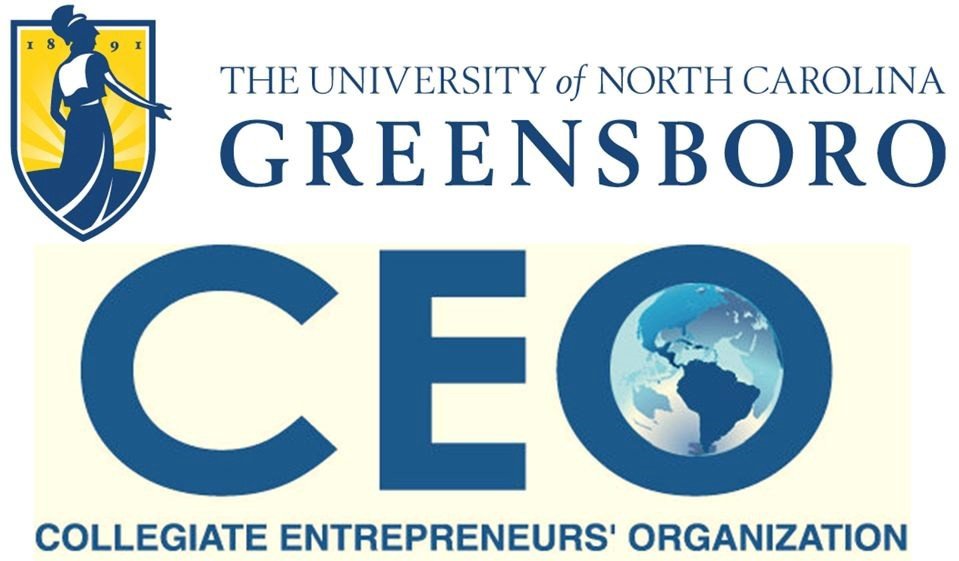 1891
THE UNIVERSITY of NORTH CAROLINA
GREENSBORO
CEO
COLLEGIATE ENTREPRENEURS' ORGANIZATION